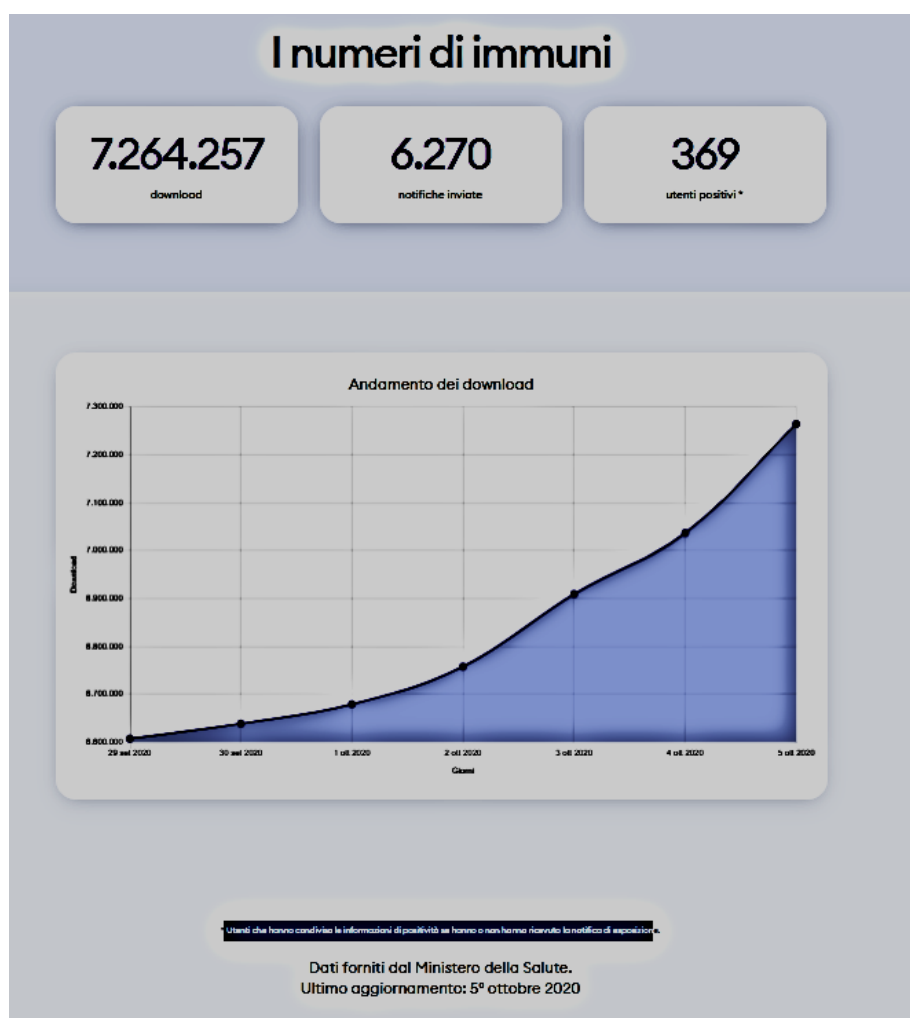 I numeri di immuni
7.264.257
download
6.270
notifiche inviate
369
utenti positivi *
Andamento dei download
7.300.000
7.200.000
7.100.000
7.000.000
6.900.000
6.800.000
6.700.000
6.600.000
Download
29 set 2020
30 set 2020
1 ott 2020
2 ott 2020
3 ott 2020
4 ott 2020
5 ott 2020
Giorni
* Utenti che hanno condiviso le informazioni di positività se hanno o non hanno ricevuto la notifica di esposizione.
Dati forniti dal Ministero della Salute.
Ultimo aggiornamento: 5º ottobre 2020